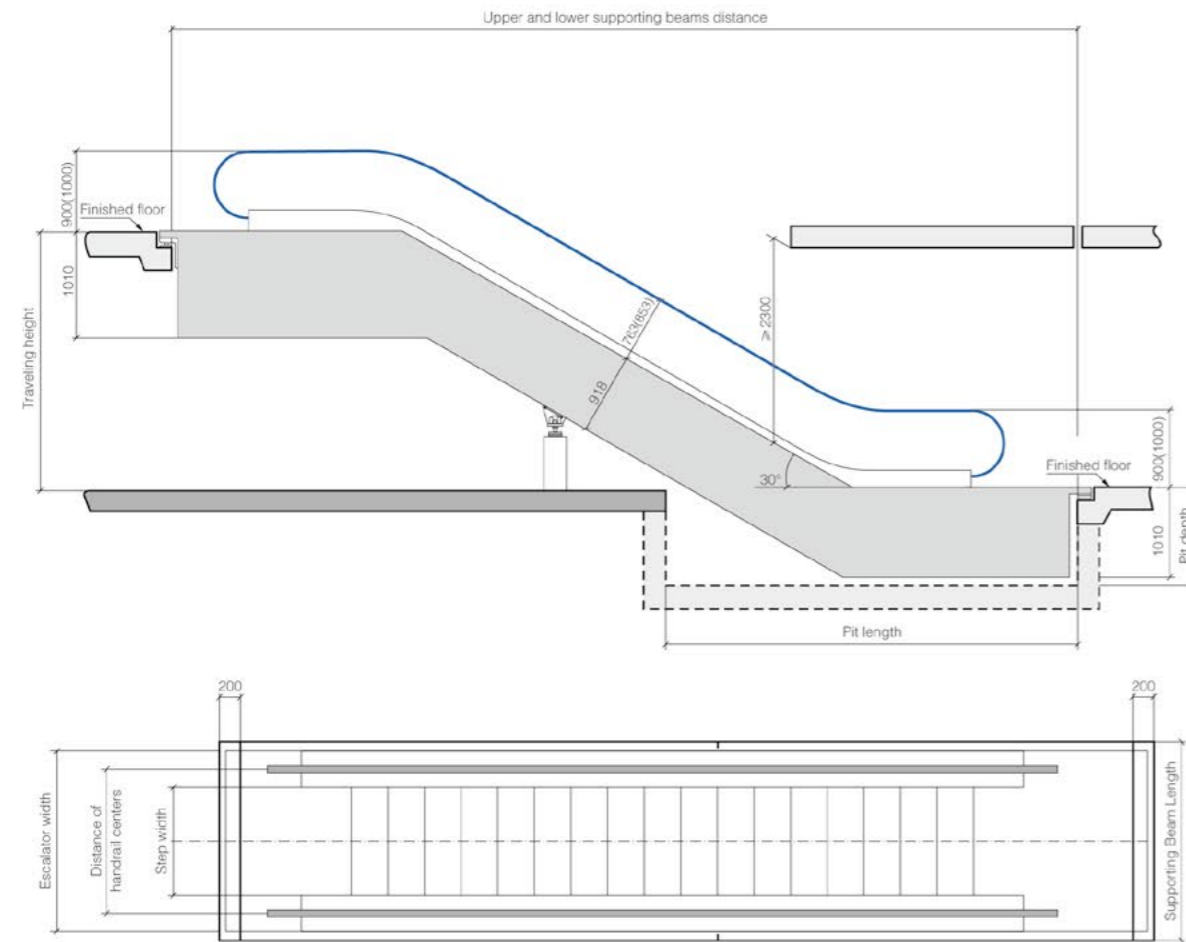 Upper and lower supporting beams distance
900(1000)
Finished floor
1010
Traveling height
763(853)
918
≥ 2300
30°
Finished floor
900(1000)
1010
Pit depth
Pit length
200
200
Escalator width
Distance of
handrail centers
Step width
Supporting Beam Length